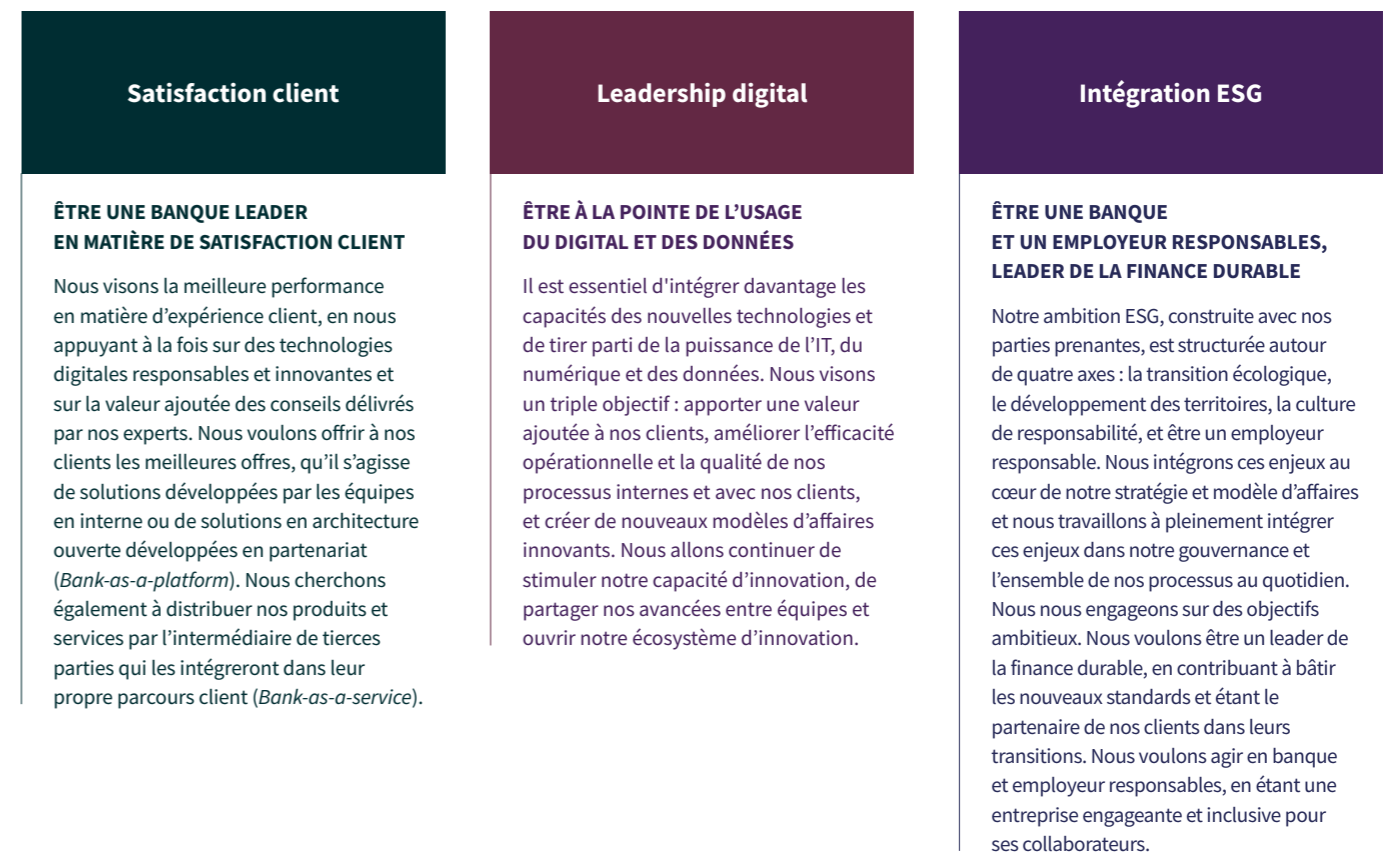 Satisfaction client
ÊTRE UNE BANQUE LEADER
EN MATIÈRE DE SATISFACTION CLIENT
Nous visons la meilleure performance
en matière d’expérience client, en nous
appuyant à la fois sur des technologies
digitales responsables et innovantes et
sur la valeur ajoutée des conseils délivrés
par nos experts. Nous voulons offrir à nos
clients les meilleures offres, qu’il s’agisse
de solutions développées par les équipes
en interne ou de solutions en architecture
ouverte développées en partenariat
(Bank-as-a-platform). Nous cherchons
également à distribuer nos produits et
services par l’intermédiaire de tierces
parties qui les intégreront dans leur
propre parcours client (Bank-as-a-service).
Leadership digital
ÊTRE À LA POINTE DE L’USAGE
DU DIGITAL ET DES DONNÉES
Il est essentiel d'intégrer davantage les
capacités des nouvelles technologies et
de tirer parti de la puissance de l’IT, du
numérique et des données. Nous visons
un triple objectif : apporter une valeur
ajoutée à nos clients, améliorer l’efficacité
opérationnelle et la qualité de nos
processus internes et avec nos clients,
et créer de nouveaux modèles d’affaires
innovants. Nous allons continuer de
stimuler notre capacité d’innovation, de
partager nos avancées entre équipes et
ouvrir notre écosystème d’innovation.
Intégration ESG
ÊTRE UNE BANQUE
ET UN EMPLOYEUR RESPONSABLES,
LEADER DE LA FINANCE DURABLE
Notre ambition ESG, construite avec nos
parties prenantes, est structurée autour
de quatre axes : la transition écologique,
le développement des territoires, la culture
de responsabilité, et être un employeur
responsable. Nous intégrons ces enjeux au
cœur de notre stratégie et modèle d’affaires
et nous travaillons à pleinement intégrer
ces enjeux dans notre gouvernance et
l’ensemble de nos processus au quotidien.
Nous nous engageons sur des objectifs
ambitieux. Nous voulons être un leader de
la finance durable, en contribuant à bâtir
les nouveaux standards et étant le
partenaire de nos clients dans leurs
transitions. Nous voulons agir en banque
et employeur responsables, en étant une
entreprise engageante et inclusive pour
ses collaborateurs.